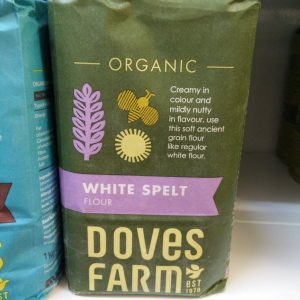 ORGANIC
Creamy in
colour and
mildly nutty
in flavour, use
this soft ancient
grain flour
like regular
white flour.
WHITE SPELT
FLOUR
DOVES
FARM
EST
1978